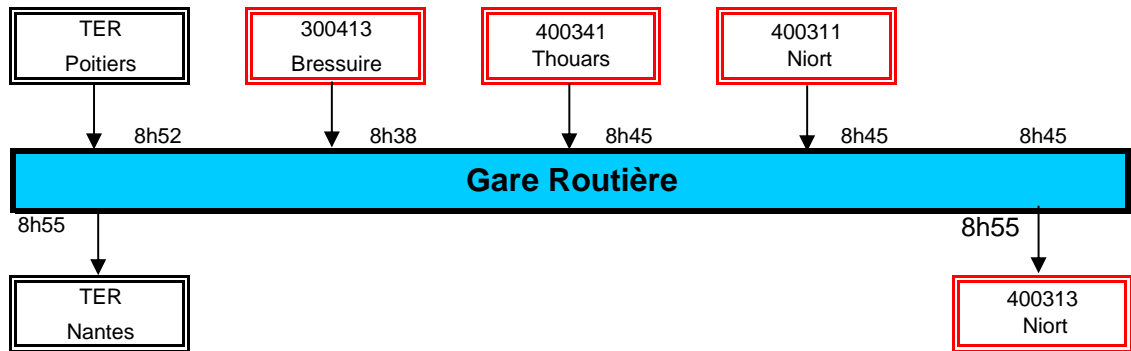 TER
Poitiers
300413
Bressuire
400341
Thouars
400311
Niort
8h52
8h38
8h45
8h45
8h45
Gare Routière
8h55
8h55
TER
Nantes
400313
Niort